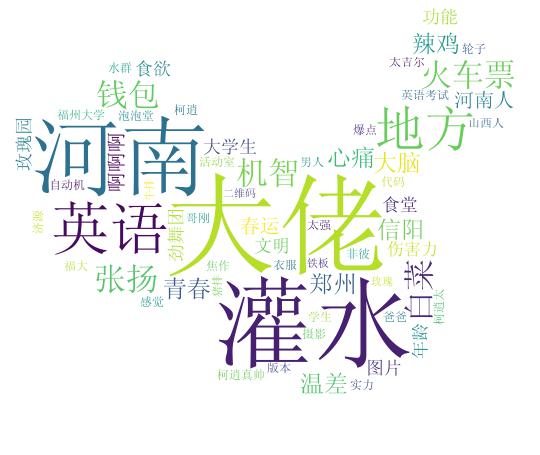 功能
辣鸡
轮子
太吉尔
火车票
水群
食欲
钱包
英语考试
河南人
福州大学
泡泡堂
柯逍
地方
山西人
玫瑰园
河南
啊啊啊
大学生
爆点
活动室
机智
男人
心痛
大脑
自动机
二维码
代码
英语
大佬
食堂
济源
劲舞团
哥刚
春运
太强
信阳
文明
非彼
伤害力
福大
张扬
焦作
衣服
铁板
白菜
感觉
青春
郑州
玫瑰
灌水
学生
爸爸
柯逍太
摄影
年龄
版本
图片
柯逍真帅
温差
实力